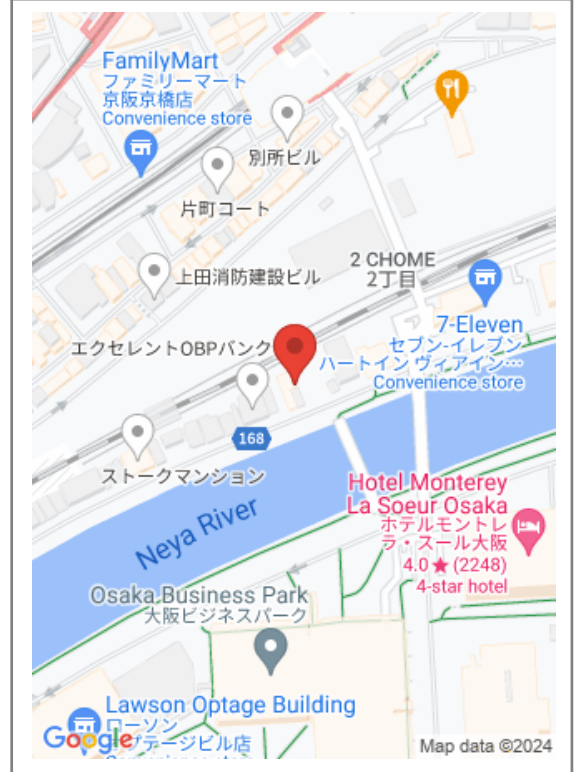 FamilyMart
ファミリーマート
京阪京橋店
Convenience store
別所ビル
片町コート
上田消防建設ビル
2 CHOME
2丁目
7-Eleven
セブン-イレブン
ハートイン ヴィアイン…
Convenience store
エクセレントOBPバンク
168
ストークマンション
Neya River
Hotel Monterey
La Soeur Osaka
ホテルモントレ
ラ・スール大阪
4.0★(2248)
4-star hotel
Osaka Business Park
大阪ビジネスパーク
Lawson Optage Building
ローソン
プテージビル店
Google
Map data ©2024